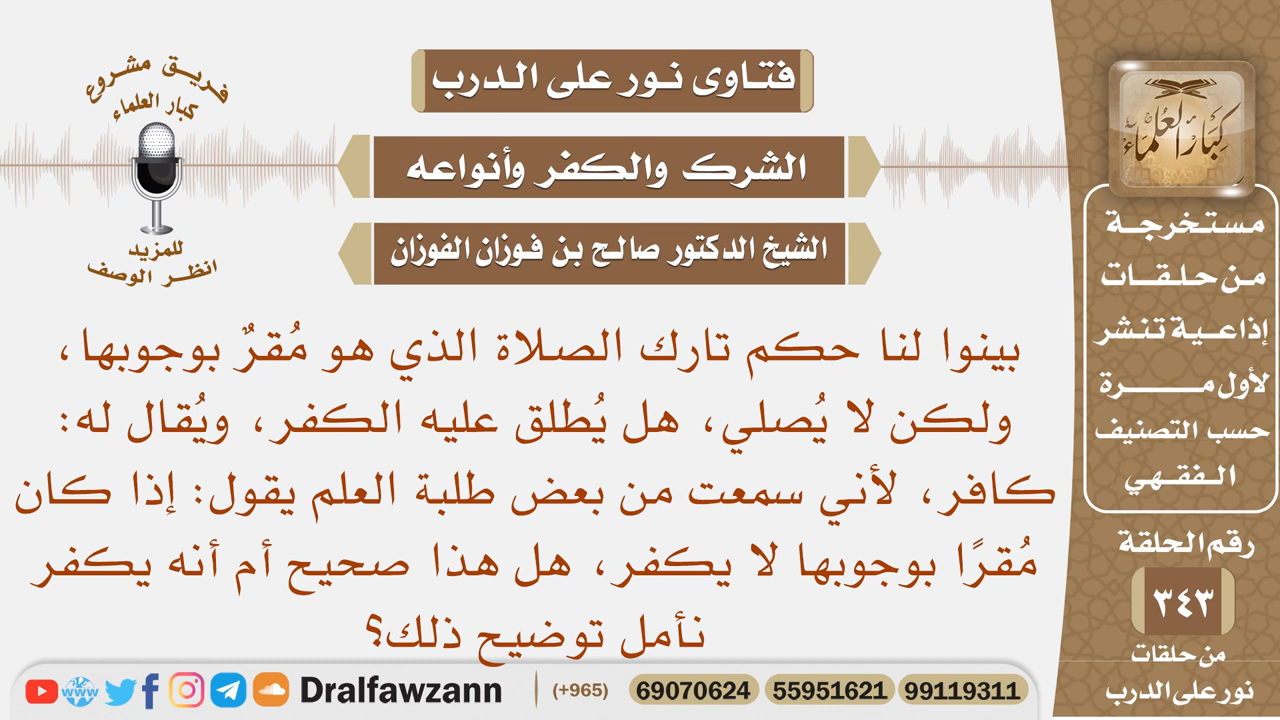 فتاوى نور على الدرب
الشرك والكفر وأنواعه
الشيخ الدكتور صالح بن فوزان الفوزان
فريق مشروع
كبار العلماء
للمزيد
انظر الوصف
بينوا لنا حكم تارك الصلاة الذي هو مُقرٌ بوجوبها،
ولكن لا يُصلي، هل يُطلق عليه الكفر، ويُقال له:
كافر، لأني سمعت من بعض طلبة العلم يقول: إذا كان
مُقرًا بوجوبها لا يكفر، هل هذا صحيح أم أنه يكفر
نأمل توضيح ذلك؟
كِبَار العُلَمَاء
مستخرجة
من حلقات
إذاعية تنشر
لأول مرة
حسب التصنيف
الفقهي
رقم الحلقة
٣٤٣
من حلقات
نور على الدرب
www Dralfawzann (+965) 69070624 55951621 99119311